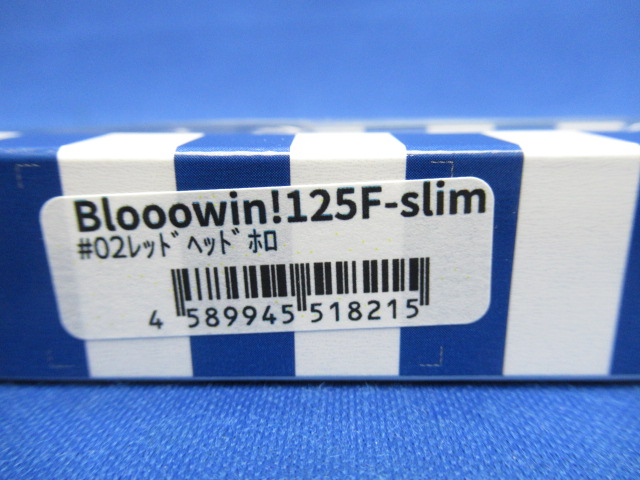 Blooowin!125F-slim
#02ﾚｯﾄﾞﾍｯﾄﾞﾎﾛ
4 589945 518215